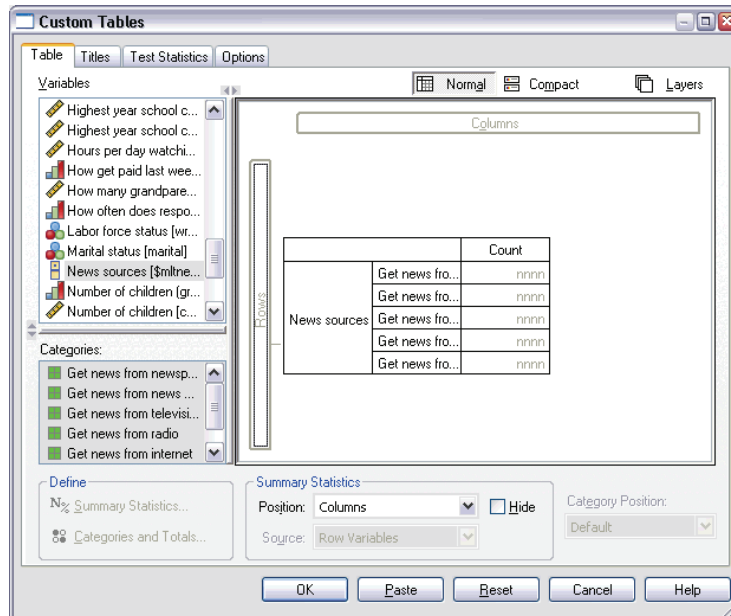 Custom Tables
Table Titles Test Statistics Options
Variables
Normal Compact Layers
Highest year school c...
Highest year school c...
Hours per day watchi...
How get paid last wee...
How many grandpare...
How often does respo...
Labor force status [wr...
Marital status [marital]
News sources [$mltne...
Number of children (gr...
Number of children [c...
Columns
Rows
Count
News sources
Get news fro... nnnn
Get news fro... nnnn
Get news fro... nnnn
Get news fro... nnnn
Get news fro... nnnn
Categories:
Get news from newsp...
Get news from news ...
Get news from televisi...
Get news from radio
Get news from internet
Define
N% Summary Statistics...
Categories and Totals...
Summary Statistics
Position: Columns Hide
Source: Row Variables
Category Position:
Default
OK Paste Reset Cancel Help